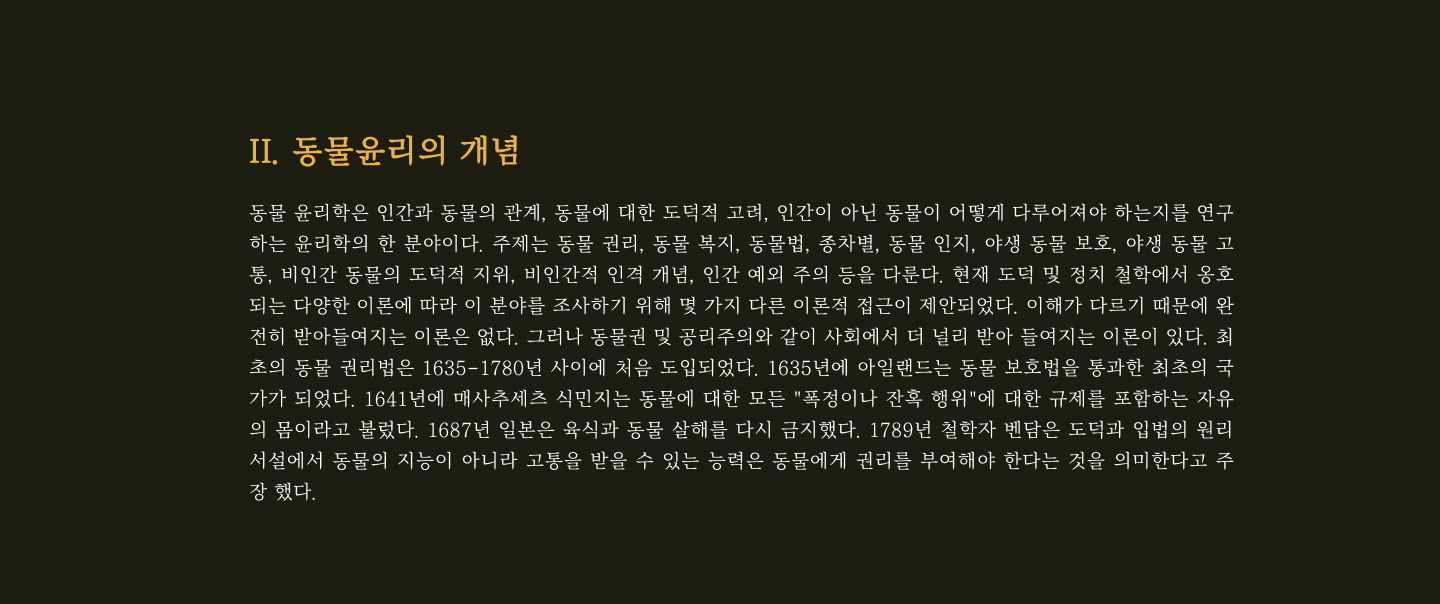 II. 동물윤리의 개념
동물 윤리학은 인간과 동물의 관계, 동물에 대한 도덕적 고려, 인간이 아닌 동물이 어떻게 다루어져야 하는지를 연구
하는 윤리학의 한 분야이다. 주제는 동물 권리, 동물 복지, 동물법, 종차별, 동물 인지, 야생 동물 보호, 야생 동물 고
통, 비인간 동물의 도덕적 지위, 비인간적 인격 개념, 인간 예외 주의 등을 다룬다. 현재 도덕 및 정치 철학에서 옹호
되는 다양한 이론에 따라 이 분야를 조사하기 위해 몇 가지 다른 이론적 접근이 제안되었다. 이해가 다르기 때문에 완
전히 받아들여지는 이론은 없다. 그러나 동물권 및 공리주의와 같이 사회에서 더 널리 받아 들여지는 이론이 있다. 최
초의 동물 권리법은 1635-1780년 사이에 처음 도입되었다. 1635년에 아일랜드는 동물 보호법을 통과한 최초의 국
가가 되었다. 1641년에 매사추세츠 식민지는 동물에 대한 모든 "폭정이나 잔혹 행위"에 대한 규제를 포함하는 자유
의 몸이라고 불렀다. 1687년 일본은 육식과 동물 살해를 다시 금지했다. 1789년 철학자 벤담은 도덕과 입법의 원리
서설에서 동물의 지능이 아니라 고통을 받을 수 있는 능력은 동물에게 권리를 부여해야 한다는 것을 의미한다고 주
장 했다.